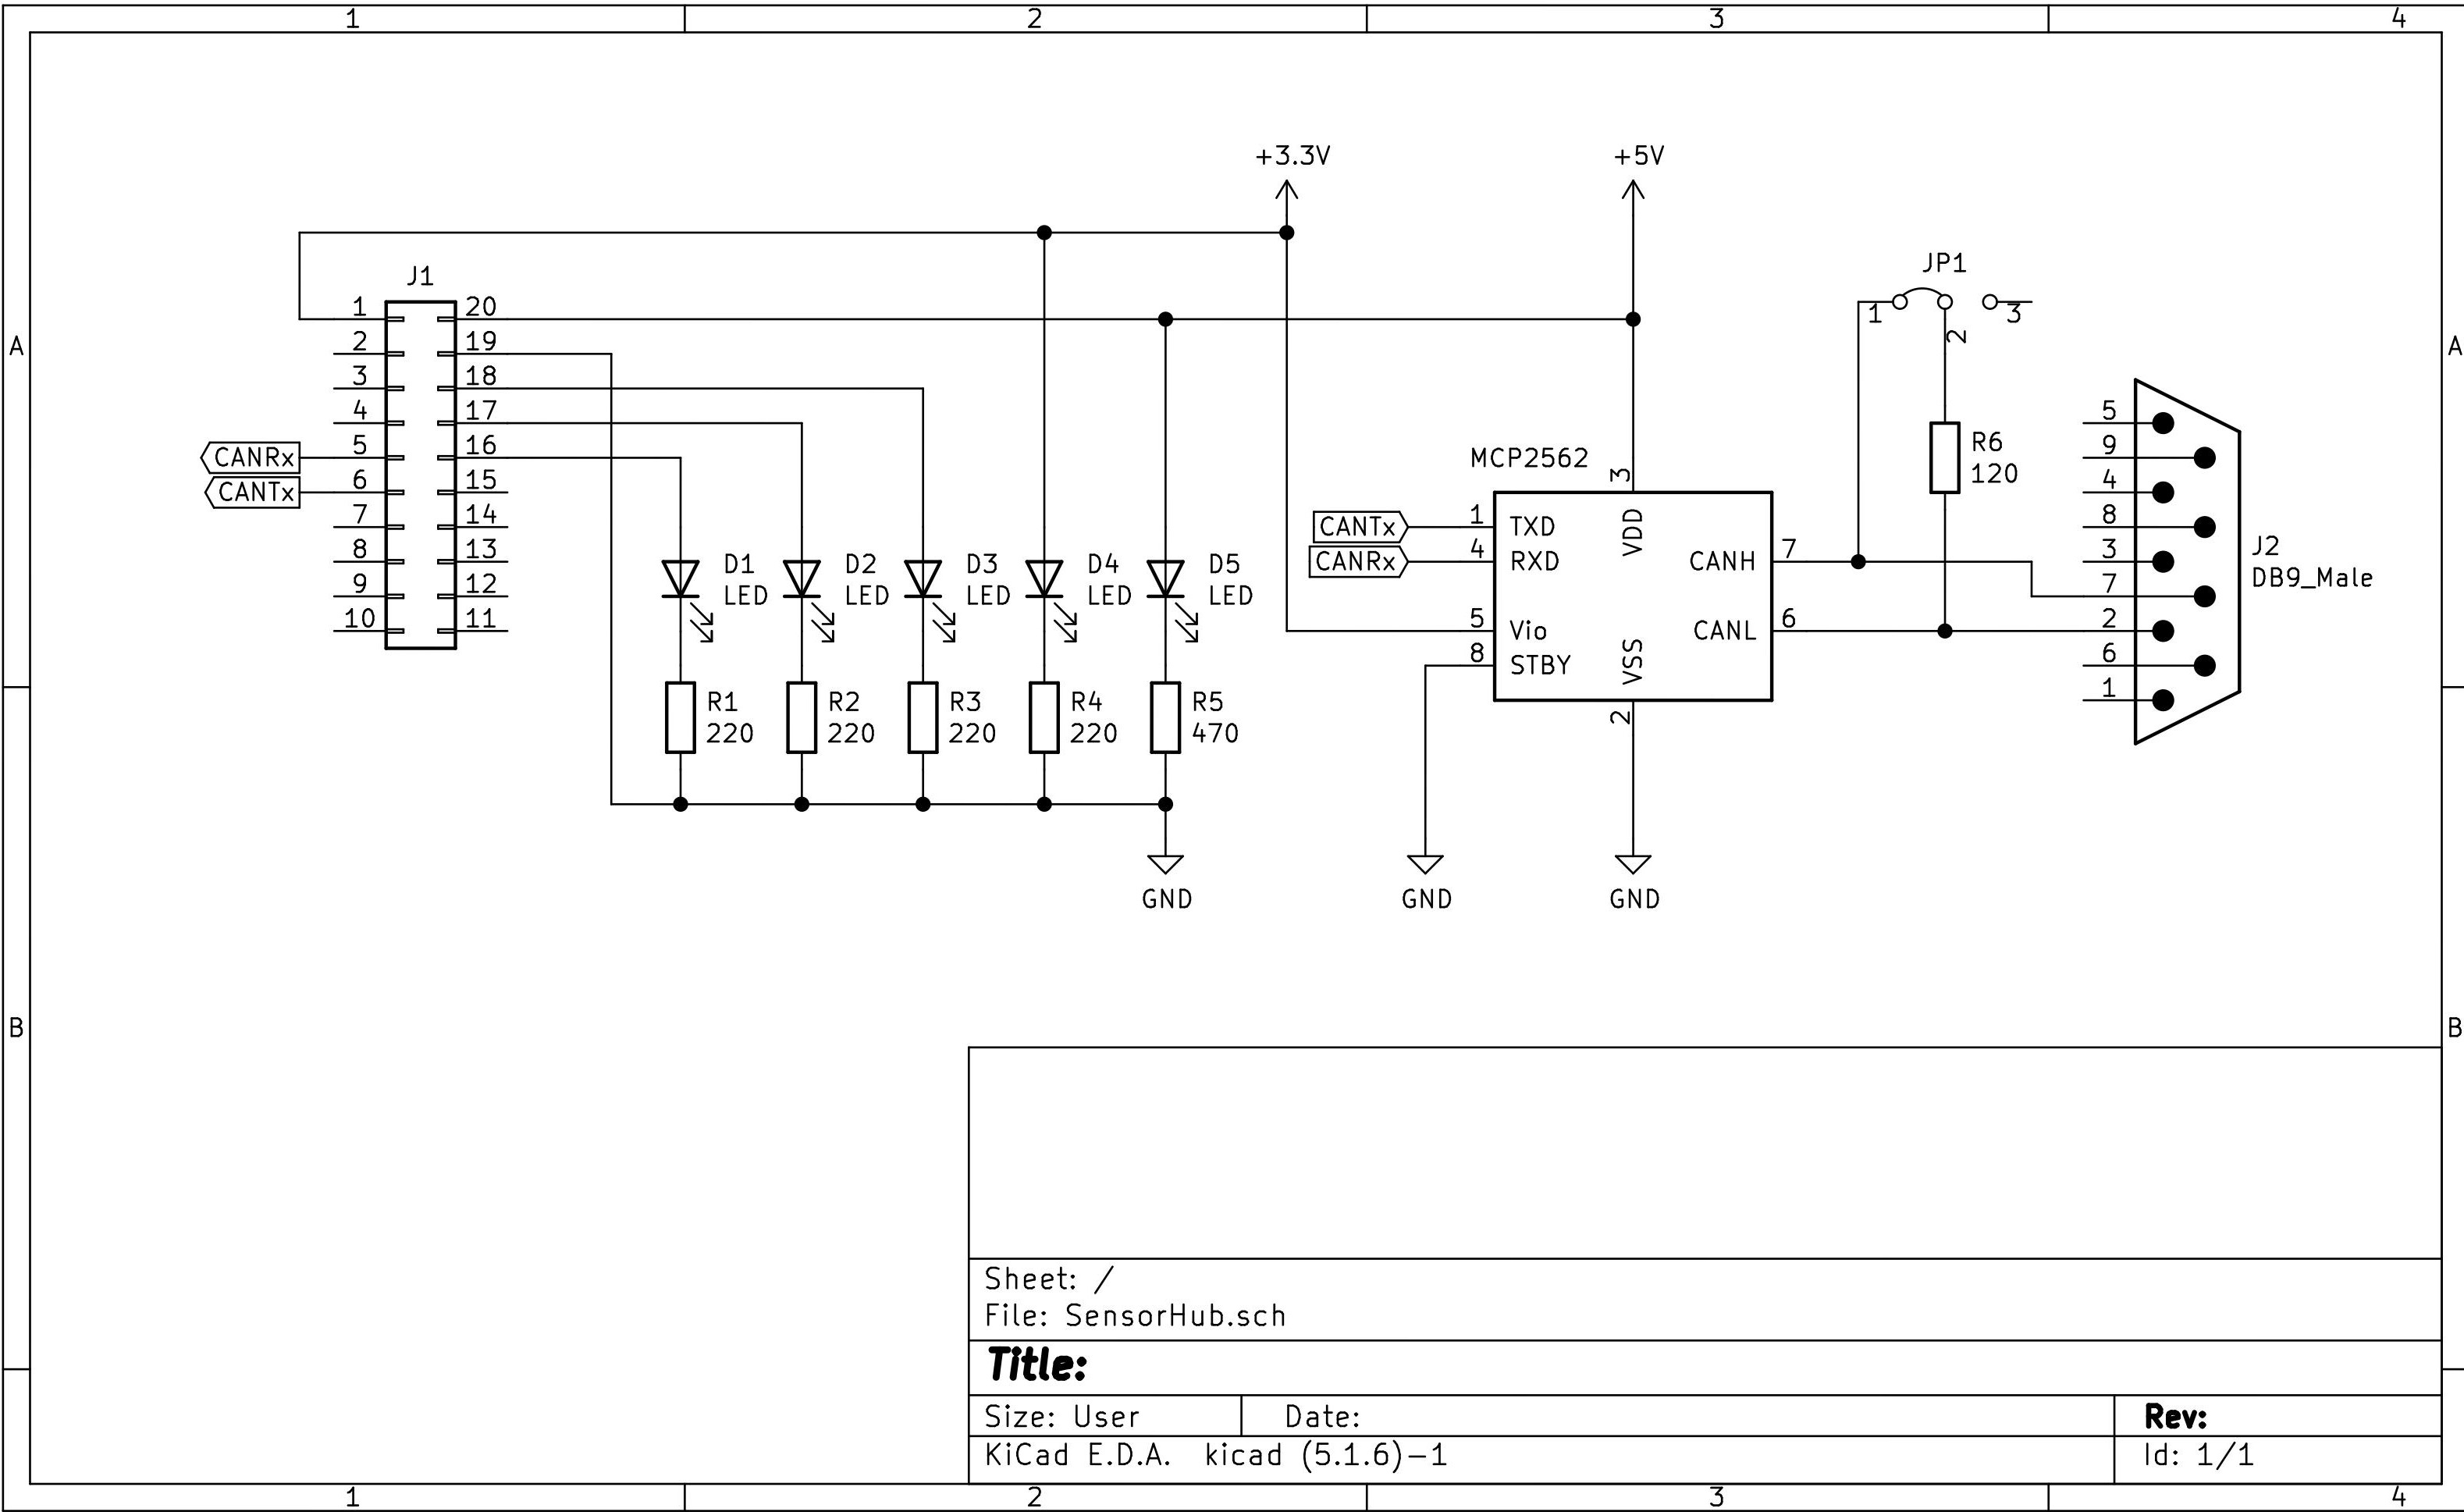 1 2 3 4
+3.3V +5V
J1 JP1
1 20 1 3
2 19 2
A A
3 18
4 17 5
CANRx 5 16 MCP2562 3 R6 9
CANTx 6 15 120 4
7 14 CANTx 1 TXD VDD 8
8 13 D1 D2 D3 D4 D5 CANRx 4 RXD CANH 7 3 J2
9 12 LED LED LED LED LED 7 DB9_Male
10 11 5 Vio CANL 6 2
8 STBY VSS 6
R1 R2 R3 R4 R5 2 1
220 220 220 220 470
GND GND GND
B B
Sheet: /
File: SensorHub.sch
Title:
Size: User Date: Rev:
KiCad E.D.A. kicad (5.1.6)-1 Id: 1/1
1 2 3 4